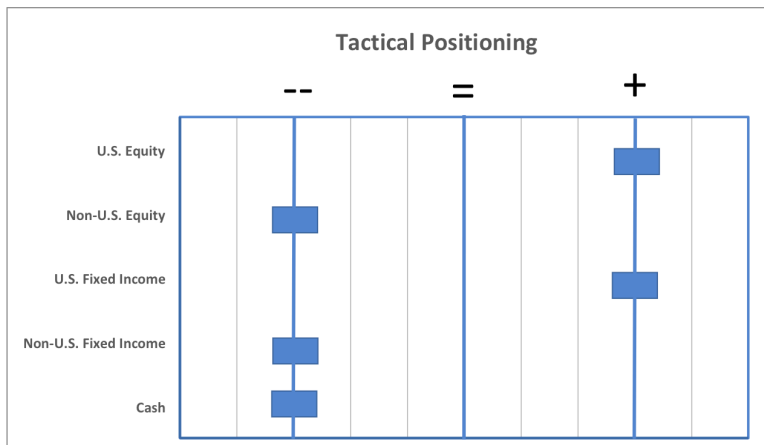 Tactical Positioning
-- = +
U.S. Equity
Non-U.S. Equity
U.S. Fixed Income
Non-U.S. Fixed Income
Cash